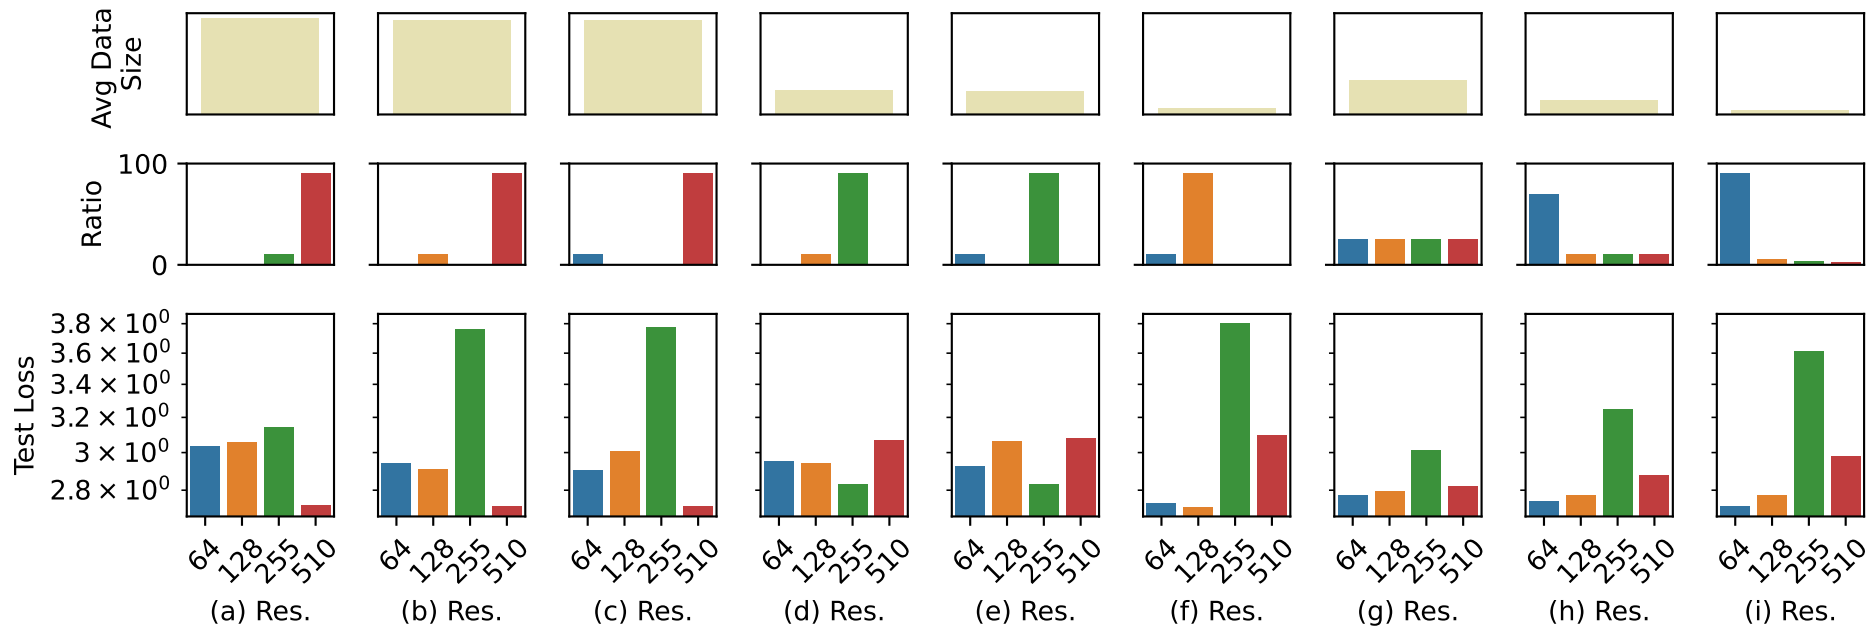 Avg Data
Size
100
0
Ratio
3.8 × 10⁰
3.6 × 10⁰
3.4 × 10⁰
3.2 × 10⁰
3 × 10⁰
2.8 × 10⁰
Test Loss
64 128 255 510 64 128 255 510 64 128 255 510 64 128 255 510 64 128 255 510 64 128 255 510 64 128 255 510 64 128 255 510 64 128 255 510
(a) Res. (b) Res. (c) Res. (d) Res. (e) Res. (f) Res. (g) Res. (h) Res. (i) Res.